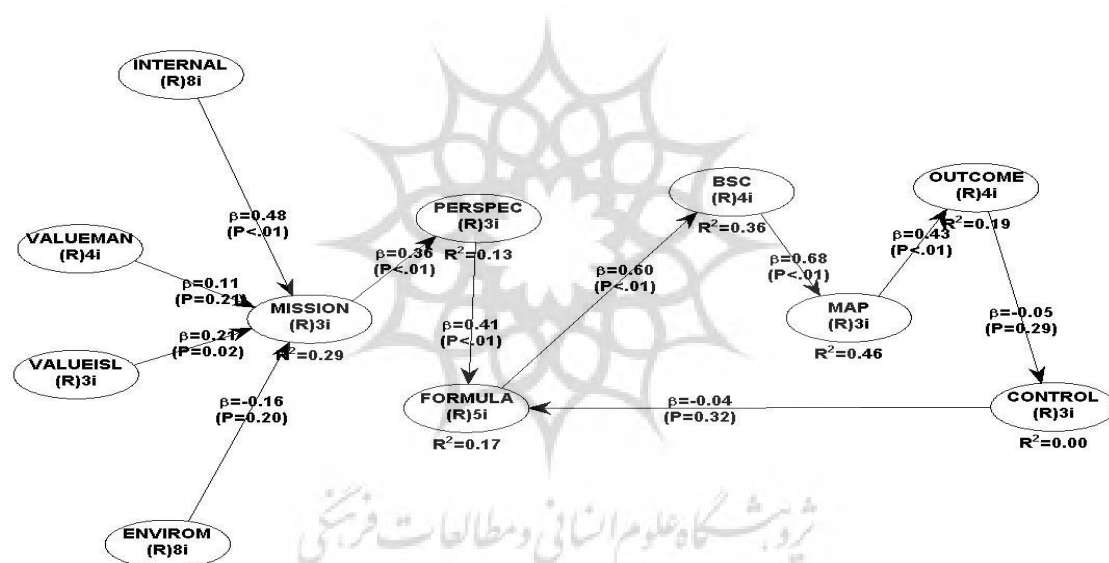 INTERNAL
(R)8i
β=0.48
(P<.01)
VALUEMAN
(R)4i
β=0.11
(P=0.21)
VALUEISL
(R)3i
β=0.21
(P=0.02)
ENVIROM
(R)8i
β=-0.16
(P=0.20)
MISSION
(R)3i
R²=0.29
β=0.36
(P<.01)
PERSPEC
(R)3i
R²=0.13
β=0.41
(P<.01)
FORMULA
(R)5i
R²=0.17
β=0.60
(P<.01)
BSC
(R)4i
R²=0.36
β=0.68
(P<.01)
MAP
(R)3i
R²=0.46
β=0.43
(P<.01)
OUTCOME
(R)4i
R²=0.19
β=-0.05
(P=0.29)
CONTROL
(R)3i
R²=0.00
β=-0.04
(P=0.32)
پژوهشگاه علوم انسانی و مطالعات فرهنگی